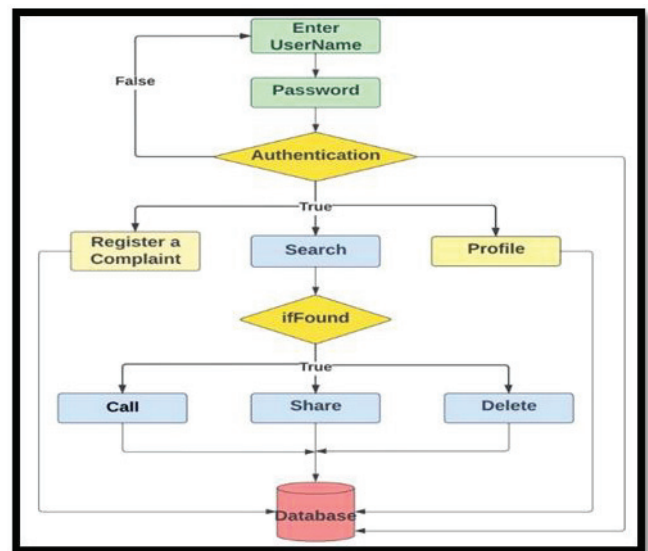 Enter
UserName
False
Password
Authentication
True
Register a
Complaint
Search
Profile
ifFound
True
Call
Share
Delete
Database